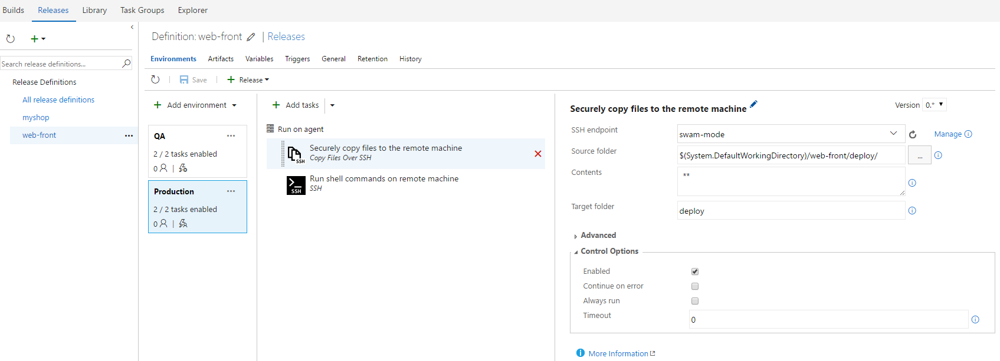 Builds Releases Library Task Groups Explorer
Search release definitions...
Release Definitions
All release definitions
myshop
web-front
Definition: web-front | Releases
Environments Artifacts Variables Triggers General Retention History
Save Release
Add environment
QA
2 / 2 tasks enabled
0
Production
2 / 2 tasks enabled
0
Add tasks
Run on agent
Securely copy files to the remote machine
Copy Files Over SSH
SSH
Run shell commands on remote machine
SSH
SSH
Securely copy files to the remote machine
Version 0.*
SSH endpoint swam-mode Manage
Source folder $(System.DefaultWorkingDirectory)/web-front/deploy/ ...
Contents **
Target folder deploy
Advanced
Control Options
Enabled
Continue on error
Always run
Timeout 0
More Information